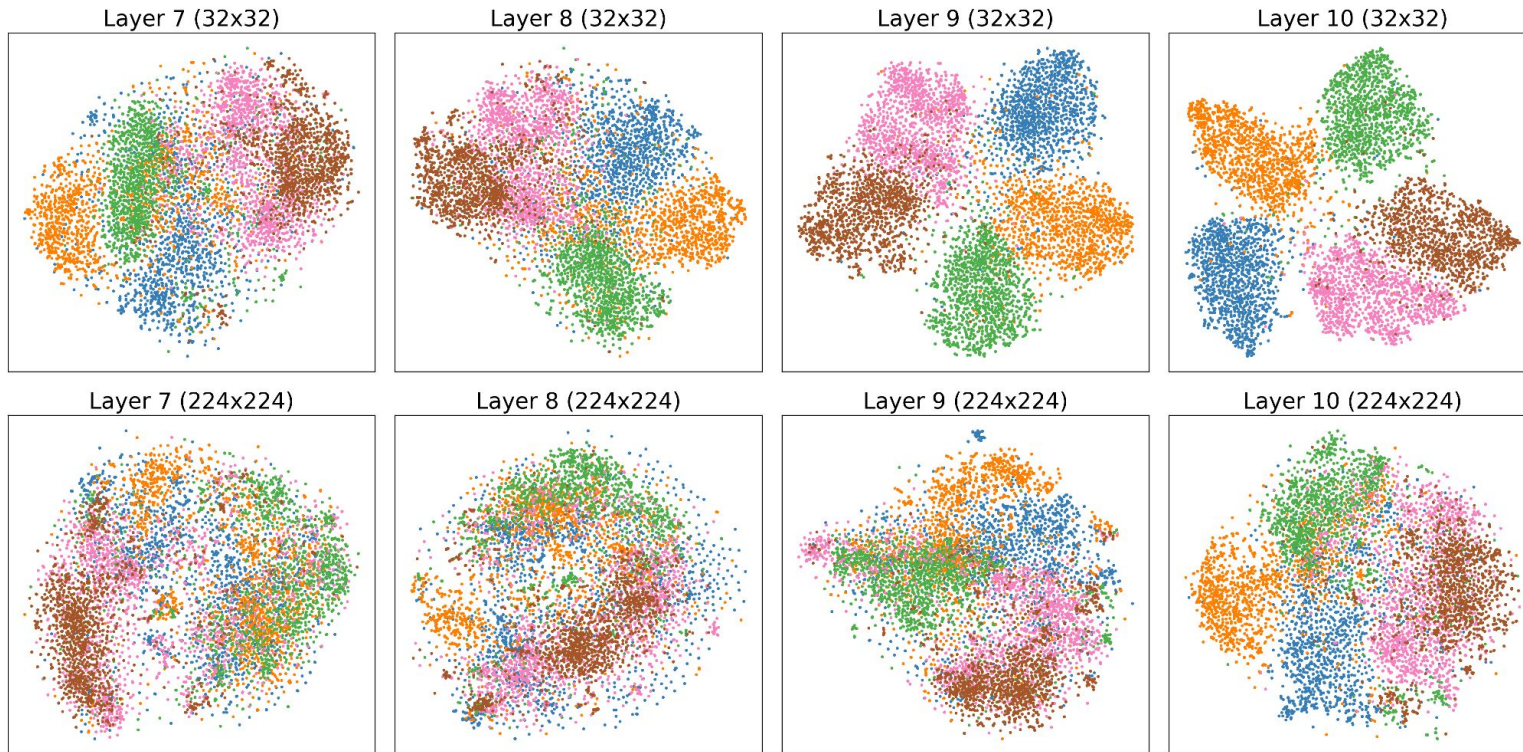 Layer 7 (32x32)
Layer 8 (32x32)
Layer 9 (32x32)
Layer 10 (32x32)
Layer 7 (224x224)
Layer 8 (224x224)
Layer 9 (224x224)
Layer 10 (224x224)